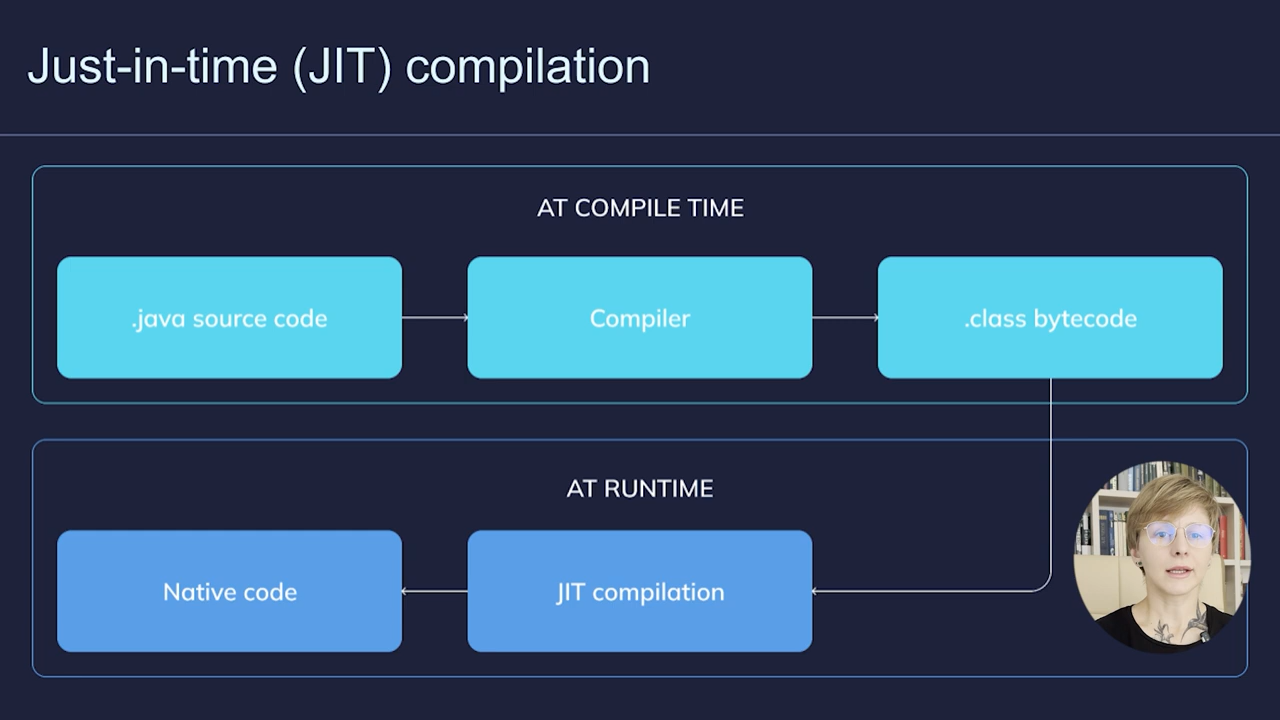 Just-in-time (JIT) compilation
AT COMPILE TIME
.java source code
Compiler
.class bytecode
AT RUNTIME
Native code
JIT compilation